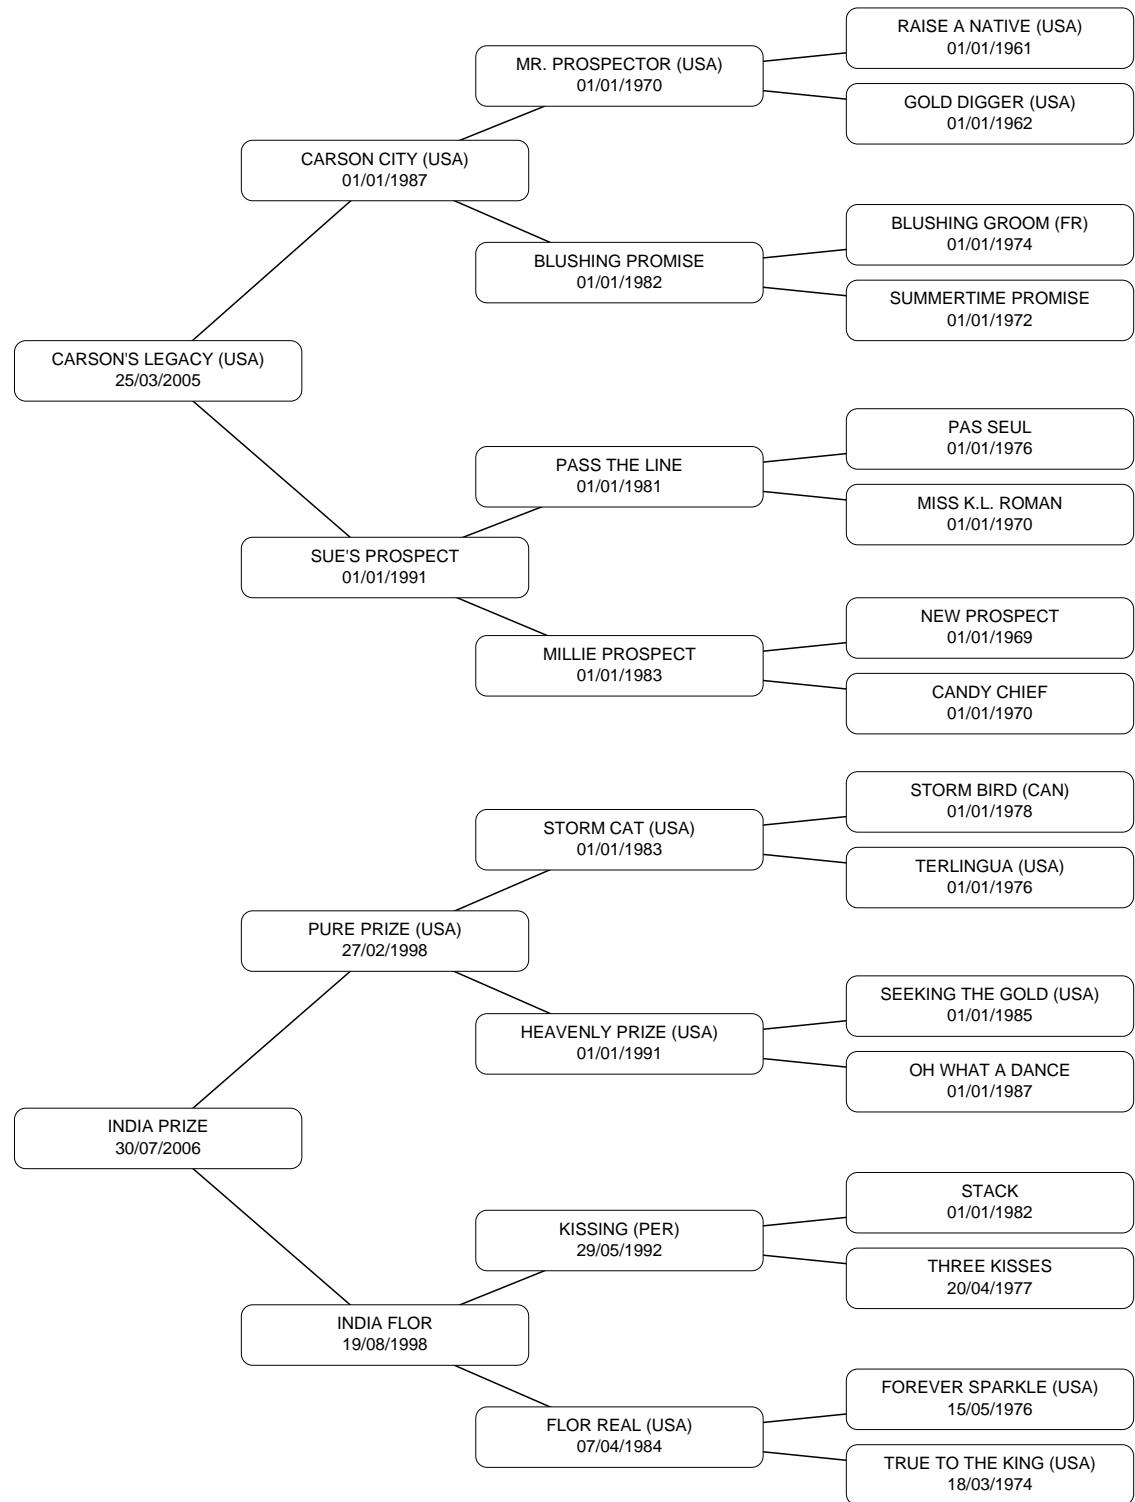 RAISE A NATIVE (USA)
01/01/1961
MR. PROSPECTOR (USA)
01/01/1970
GOLD DIGGER (USA)
01/01/1962
CARSON CITY (USA)
01/01/1987
BLUSHING GROOM (FR)
01/01/1974
BLUSHING PROMISE
01/01/1982
SUMMERTIME PROMISE
01/01/1972
CARSON'S LEGACY (USA)
25/03/2005
PAS SEUL
01/01/1976
PASS THE LINE
01/01/1981
MISS K.L. ROMAN
01/01/1970
SUE'S PROSPECT
01/01/1991
NEW PROSPECT
01/01/1969
MILLIE PROSPECT
01/01/1983
CANDY CHIEF
01/01/1970
STORM BIRD (CAN)
01/01/1978
STORM CAT (USA)
01/01/1983
TERLINGUA (USA)
01/01/1976
PURE PRIZE (USA)
27/02/1998
SEEKING THE GOLD (USA)
01/01/1985
HEAVENLY PRIZE (USA)
01/01/1991
OH WHAT A DANCE
01/01/1987
INDIA PRIZE
30/07/2006
STACK
01/01/1982
KISSING (PER)
29/05/1992
THREE KISSES
20/04/1977
INDIA FLOR
19/08/1998
FOREVER SPARKLE (USA)
15/05/1976
FLOR REAL (USA)
07/04/1984
TRUE TO THE KING (USA)
18/03/1974